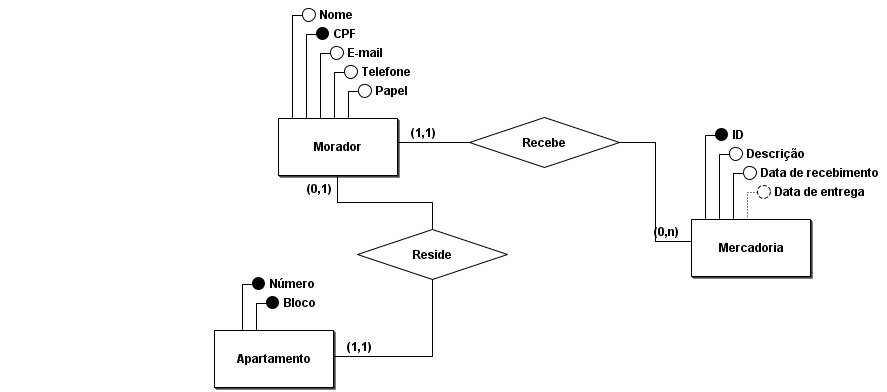 Nome
CPF
E-mail
Telefone
Papel
Morador
(1,1)
Recebe
ID
Descrição
Data de recebimento
Data de entrega
(0,n)
Mercadoria
(0,1)
Reside
Número
Bloco
Apartamento
(1,1)